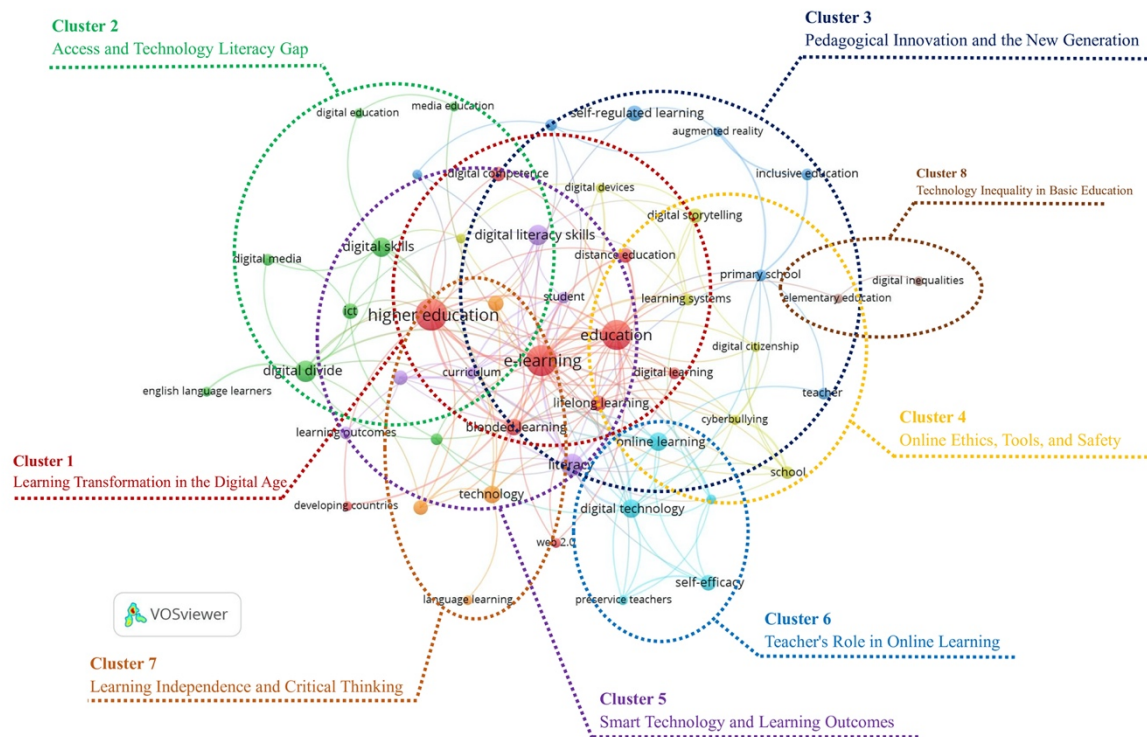 Cluster 2
Access and Technology Literacy Gap
Cluster 3
Pedagogical Innovation and the New Generation
digital education
media education
self-regulated learning
augmented reality
digital competence
digital devices
inclusive education
Cluster 8
Technology Inequality in Basic Education
digital storytelling
digital literacy skills
digital skills
distance education
digital media
primary school
digital inequalities
student
learning systems
elementary education
ict
higher education
education
digital citizenship
e-learning
digital divide
curriculum
digital learning
english language learners
teacher
lifelong learning
cyberbullying
blended learning
learning outcomes
online learning
Cluster 4
Online Ethics, Tools, and Safety
Cluster 1
Learning Transformation in the Digital Age
literacy
school
technology
developing countries
digital technology
web 2.0
self-efficacy
language learning
preservice teachers
VOSviewer
Cluster 6
Teacher's Role in Online Learning
Cluster 7
Learning Independence and Critical Thinking
Cluster 5
Smart Technology and Learning Outcomes